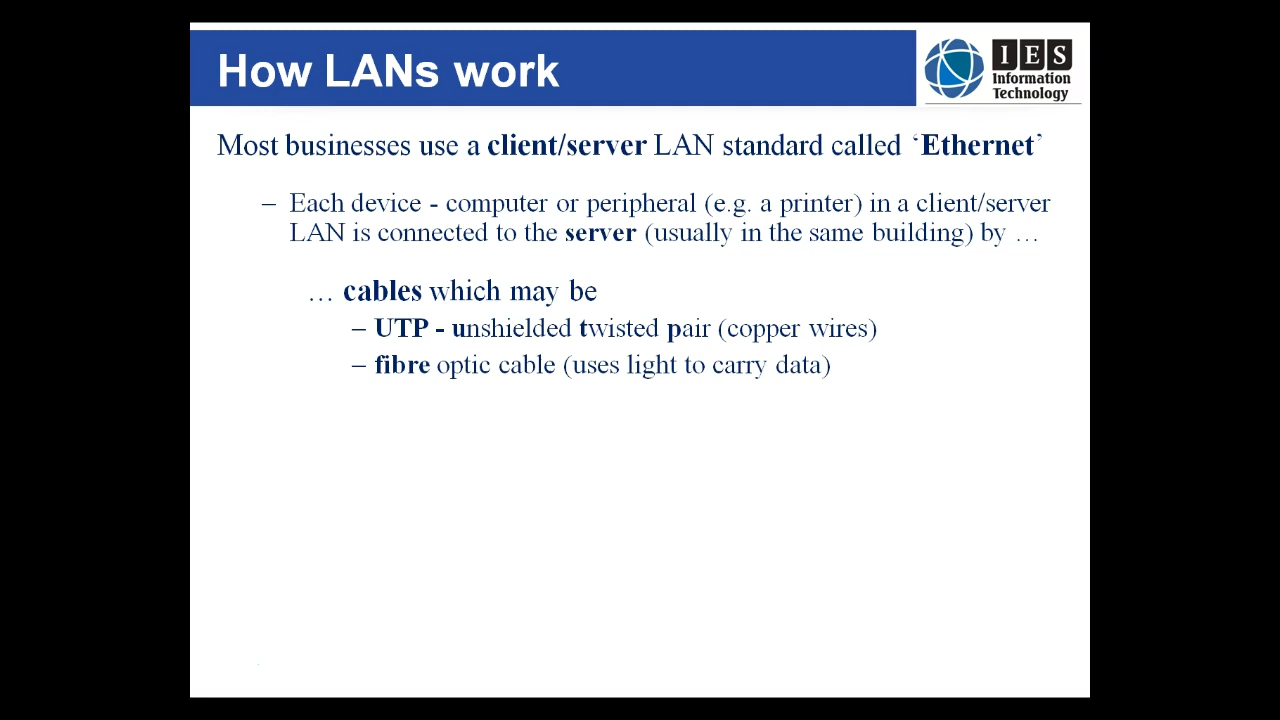 How LANs work
IES
Information
Technology
Most businesses use a client/server LAN standard called ‘Ethernet’
– Each device - computer or peripheral (e.g. a printer) in a client/server
LAN is connected to the server (usually in the same building) by …
… cables which may be
– UTP - unshielded twisted pair (copper wires)
– fibre optic cable (uses light to carry data)